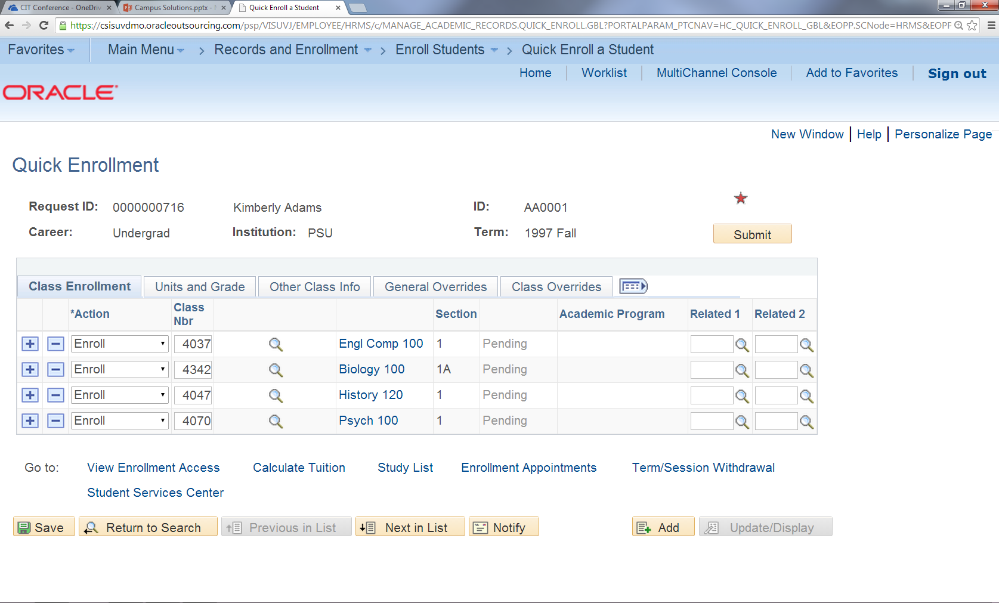 CIT Conference - OneDriv
Campus Solutions.pptx -
Quick Enroll a Student
https://csisuvdmo.oracleoutsourcing.com/psp/VISUVJ/EMPLOYEE/HRMS/c/MANAGE_ACADEMIC_RECORDS.QUICK_ENROLL.GBL?PORTALPARAM_PTCNAV=HC_QUICK_ENROLL_GBL&EOPP.SCNode=HRMS&EOPP
Favorites Main Menu > Records and Enrollment > Enroll Students > Quick Enroll a Student
Home Worklist MultiChannel Console Add to Favorites Sign out
ORACLE
New Window | Help | Personalize Page
Quick Enrollment
Request ID: 0000000716 Kimberly Adams ID: AA0001
Career: Undergrad Institution: PSU Term: 1997 Fall Submit
Class Enrollment Units and Grade Other Class Info General Overrides Class Overrides
*Action Class Nbr Section Academic Program Related 1 Related 2
Enroll 4037 Engl Comp 100 1 Pending
Enroll 4342 Biology 100 1A Pending
Enroll 4047 History 120 1 Pending
Enroll 4070 Psych 100 1 Pending
Go to: View Enrollment Access Calculate Tuition Study List Enrollment Appointments Term/Session Withdrawal
Student Services Center
Save Return to Search Previous in List Next in List Notify Add Update/Display